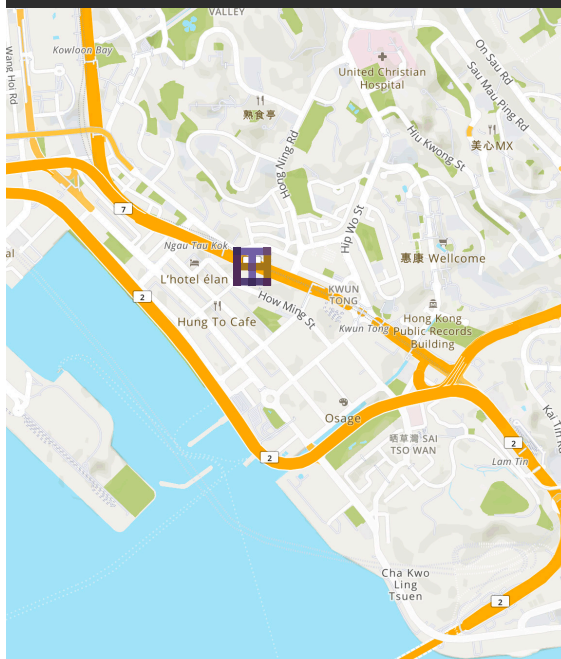 VALLEY
Kowloon Bay
Wang Hoi Rd
United Christian
Hospital
On Sau Rd
Sau Mau Ping Rd
熟食亭
美心MX
Hiu Kwong St
Hong Ning Rd
7
Ngau Tau Kok
Hip Wo St
惠康 Wellcome
al
L'hotel élan
2
How Ming St
KWUN
TONG
Hung To Cafe
Kwun Tong
Hong Kong
Public Records
Building
Osage
Kai Tin Rd
晒草灣 SAI
TSO WAN
2
2
Lam Tin
Cha Kwo
Ling
Tsuen
2